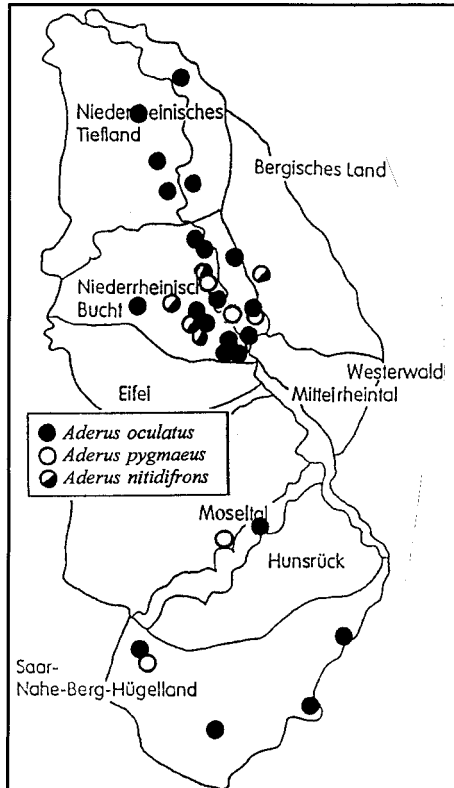 Niederrheinisches
Tiefland
Bergisches Land
Niederrheinisch
Bucht
Westerwald
Eifel
Mittelrheintal
Aderus oculatus
Aderus pygmaeus
Aderus nitidifrons
Moseltal
Hunsrück
Saar-
Nahe-Berg-Hügelland